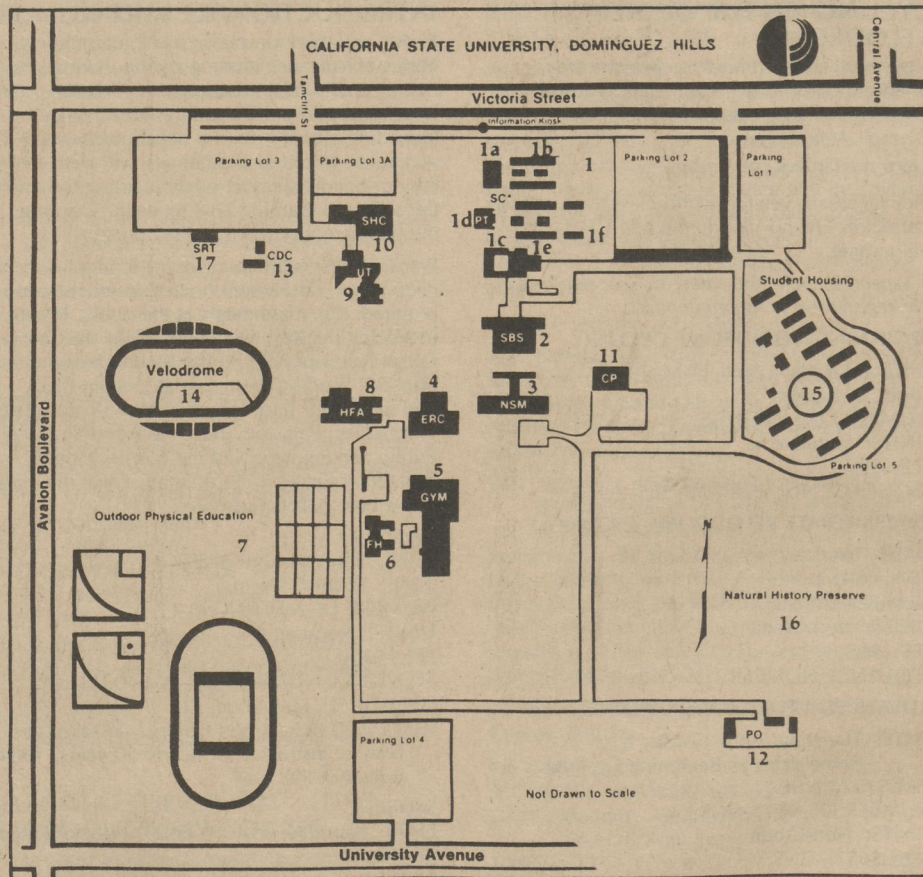 CALIFORNIA STATE UNIVERSITY, DOMINGUEZ HILLS
Central Avenue
Tamcliff St
Victoria Street
Information Kiosk
Parking Lot 3
Parking Lot 3A
1a
1b
1
Parking Lot 2
Parking
Lot 1
SC*
1d
PT
SHC
10
SRT
17
CDC
13
UT
9
1c
1e
1f
Student Housing
SBS
2
11
CP
Velodrome
14
8
HFA
4
ERC
3
NSM
15
Parking Lot 5
Avalon Boulevard
5
GYM
Outdoor Physical Education
7
FH
6
N
Natural History Preserve
16
Parking Lot 4
PO
12
Not Drawn to Scale
University Avenue